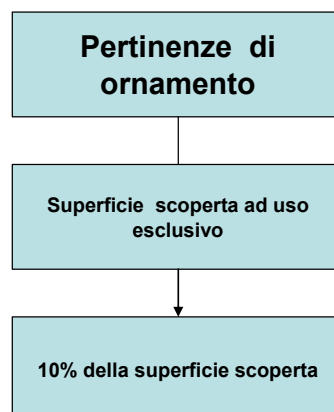 Pertinenze di
ornamento
Superficie scoperta ad uso
esclusivo
10% della superficie scoperta